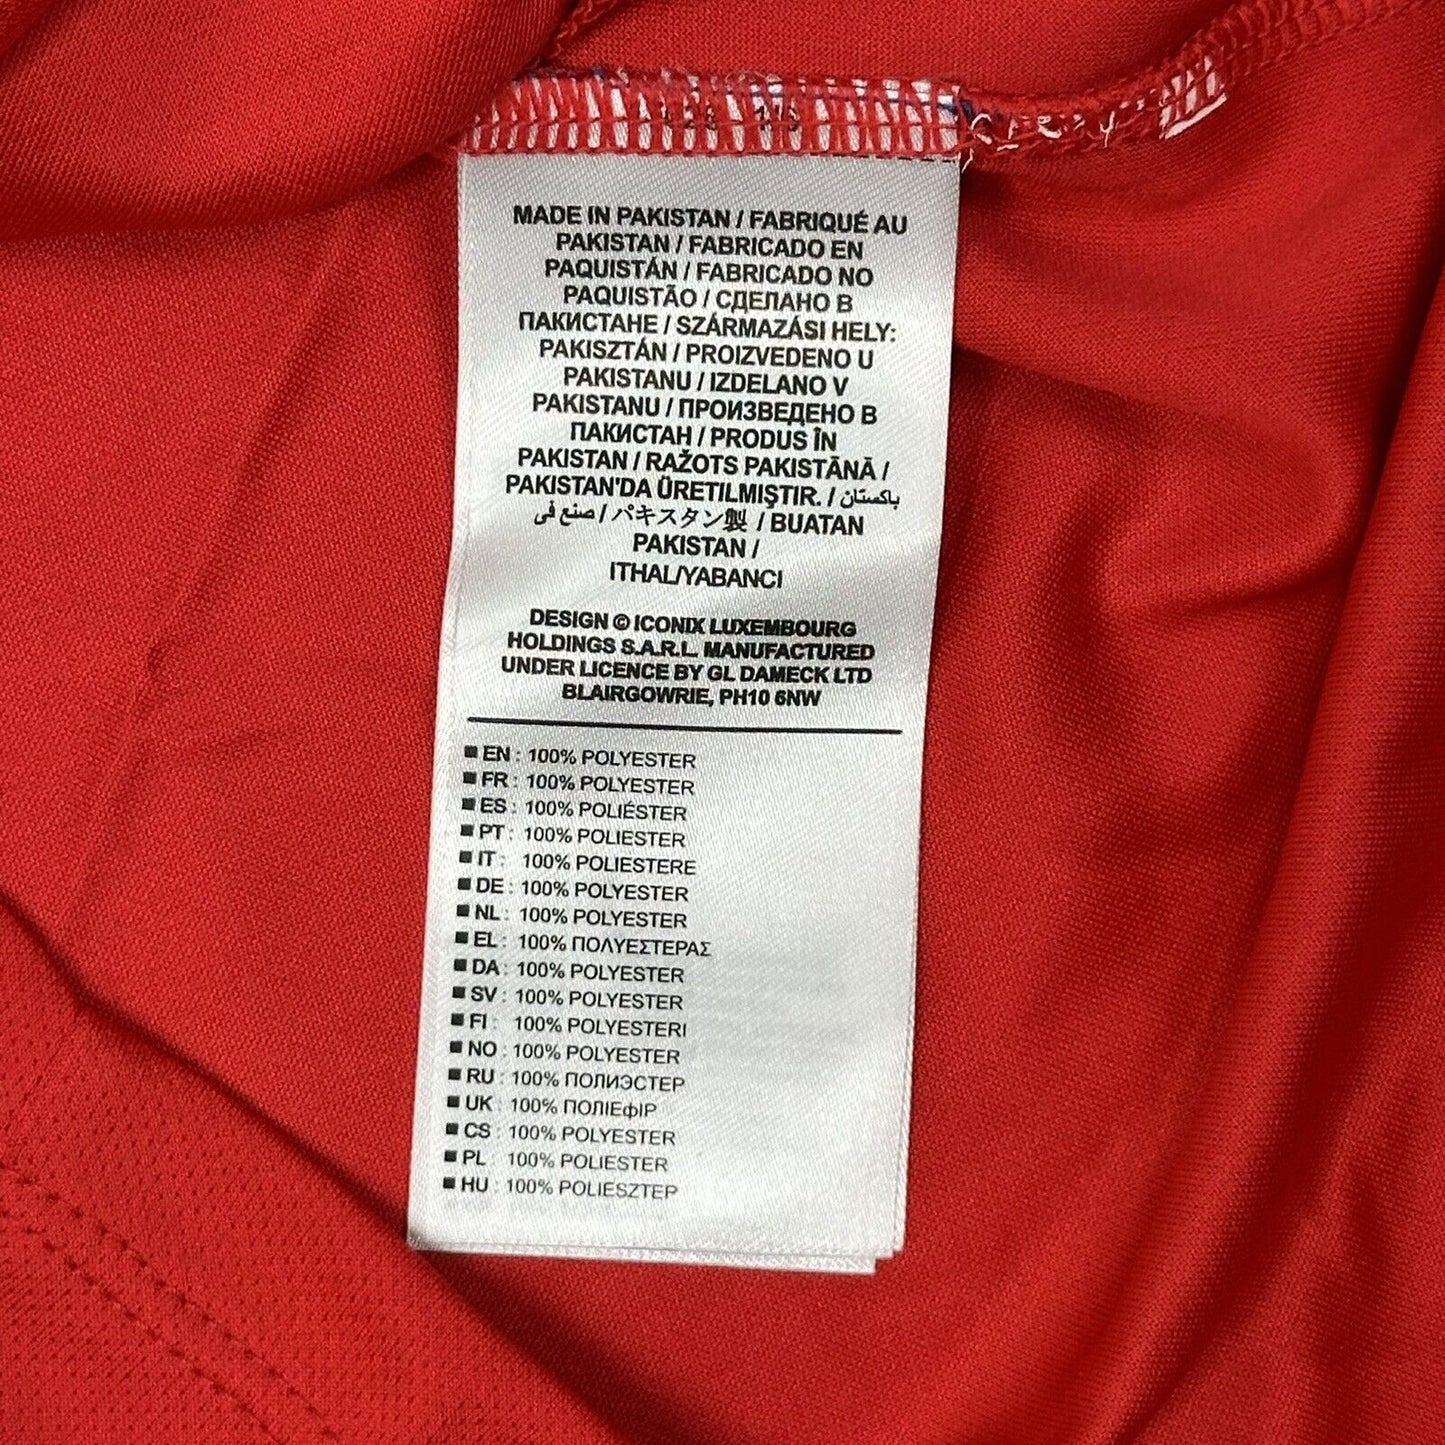 MADE IN PAKISTAN / FABRIQUÉ AU
PAKISTAN / FABRICADO EN
PAQUISTÁN / FABRICADO NO
PAQUISTÃO / СДЕЛАНО В
ПАКИСТАНЕ / SZÁRMAZÁSI HELY:
PAKISZTÁN / PROIZVEDENO U
PAKISTANU / IZDELANO V
PAKISTANU / ПРОИЗВЕДЕНО В
ПАКИСТАН / PRODUS ÎN
PAKISTAN / RAŽOTS PAKISTĀNĀ /
PAKISTAN'DA ÜRETILMIŞTIR. / باكستان
صنع في / パキスタン製 / BUATAN
PAKISTAN /
ITHAL/YABANCI
DESIGN © ICONIX LUXEMBOURG
HOLDINGS S.A.R.L. MANUFACTURED
UNDER LICENCE BY GL DAMECK LTD
BLAIRGOWRIE, PH10 6NW
EN : 100% POLYESTER
FR : 100% POLYESTER
ES : 100% POLIÉSTER
PT : 100% POLIESTER
IT : 100% POLIESTERE
DE : 100% POLYESTER
NL : 100% POLYESTER
EL : 100% ΠΟΛΥΕΣΤΕΡΑΣ
DA : 100% POLYESTER
SV : 100% POLYESTER
FI : 100% POLYESTERI
NO : 100% POLYESTER
RU : 100% ПОЛИЭСТЕР
UK : 100% ПОЛІЕфІР
CS : 100% POLYESTER
PL : 100% POLIESTER
HU : 100% POLIESZTEP